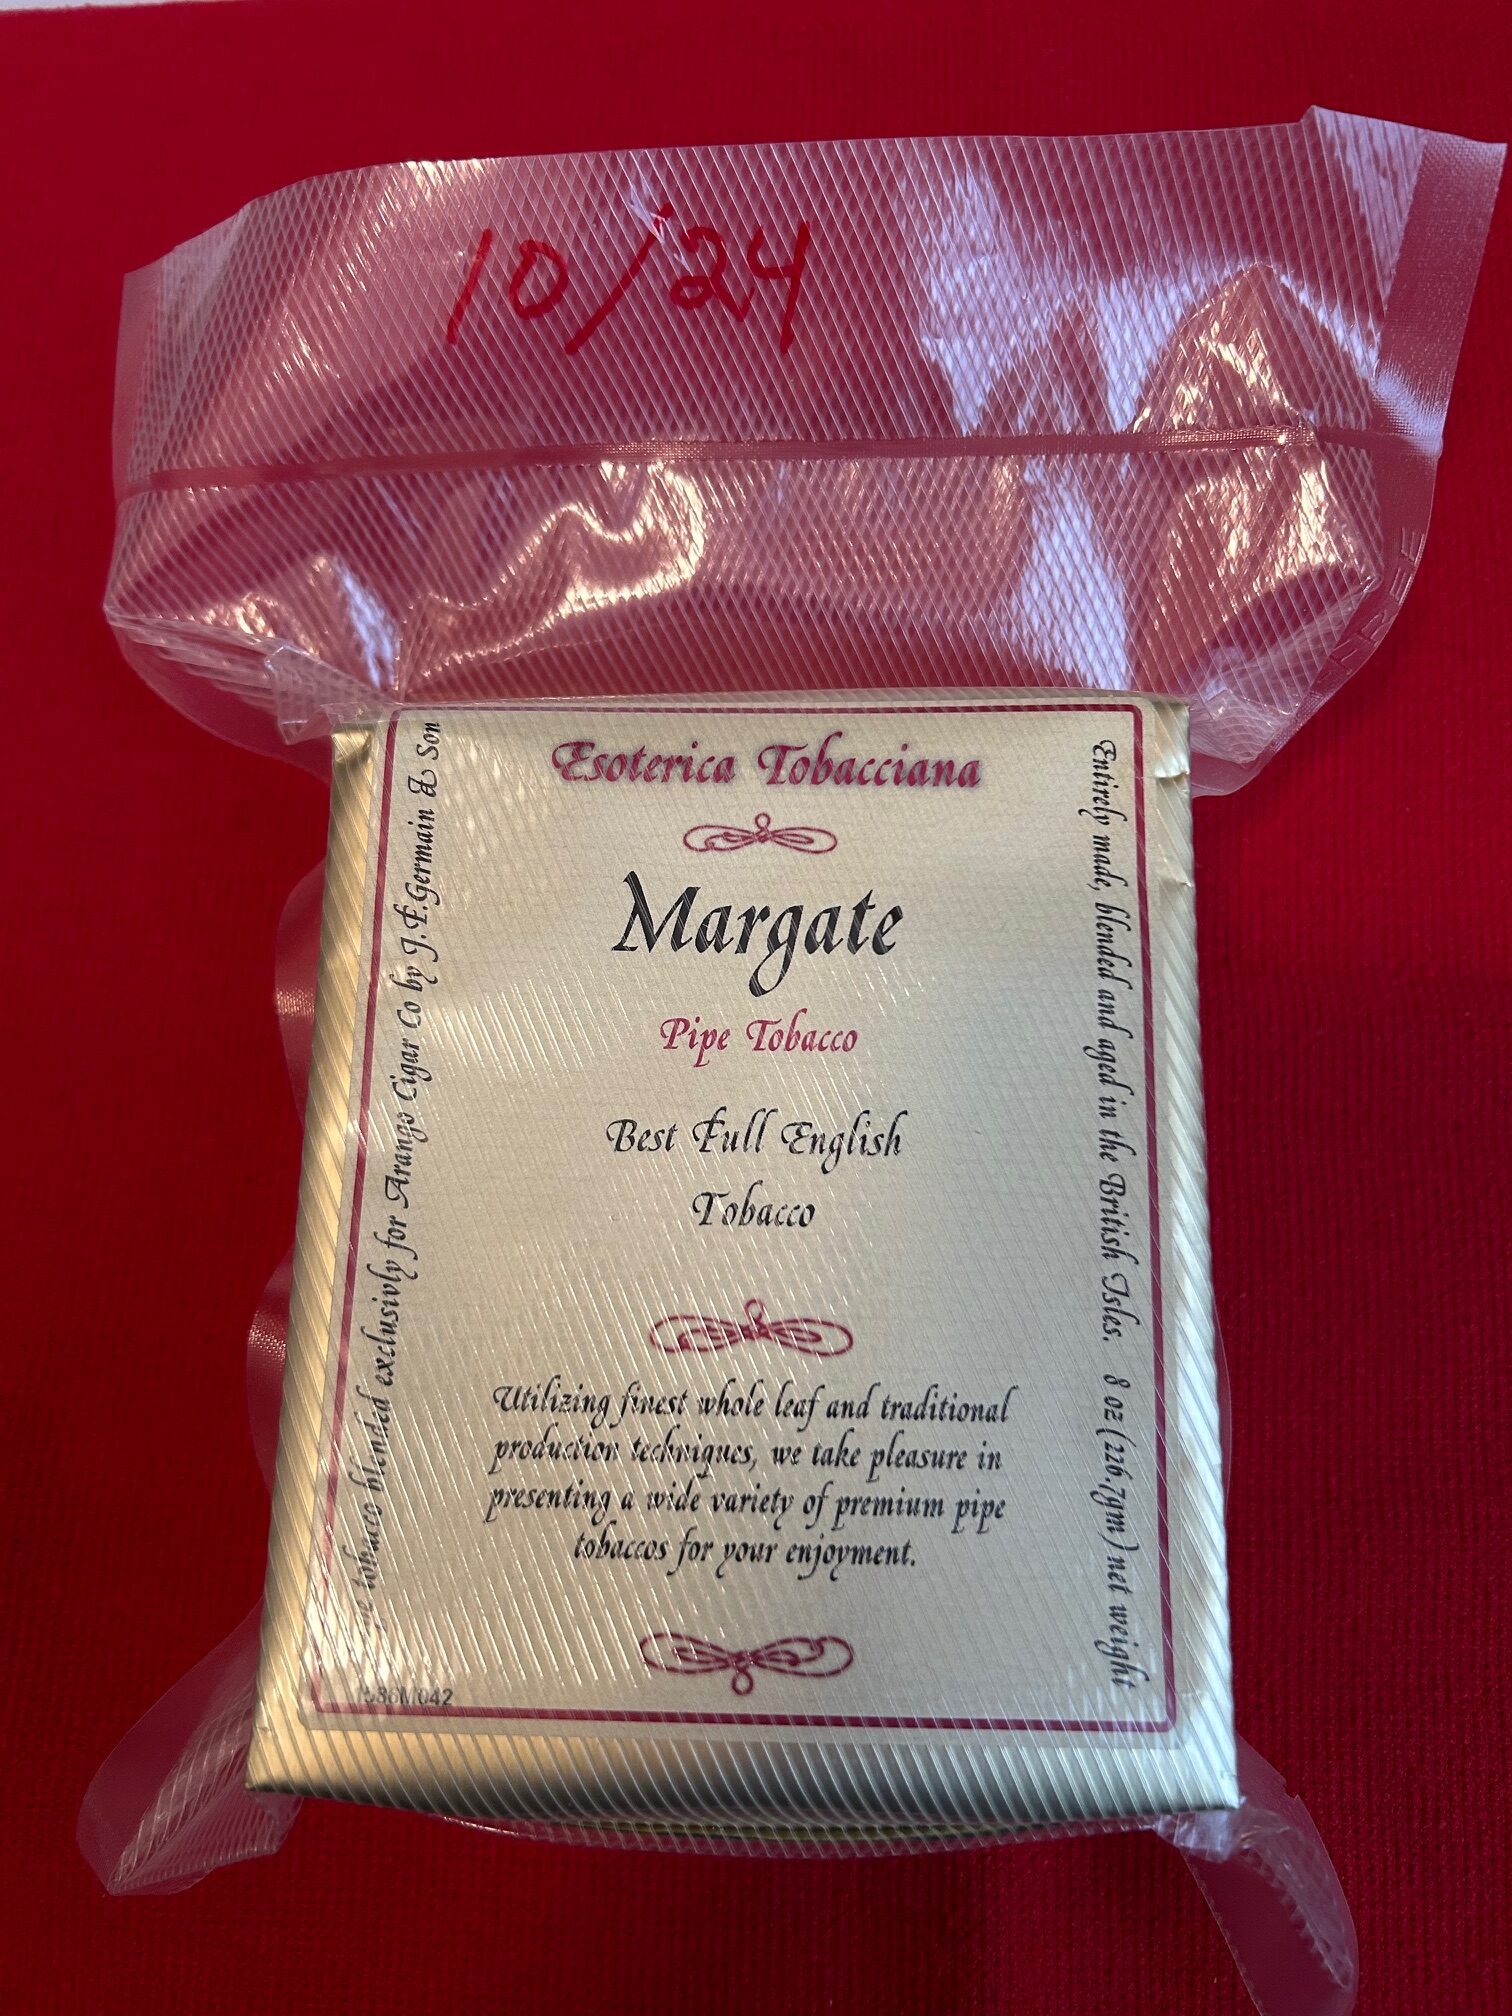 10/24
FREE
Esoterica Tobacciana
Margate
Pipe Tobacco
Best Full English
Tobacco
Utilizing finest whole leaf and traditional
production techniques, we take pleasure in
presenting a wide variety of premium pipe
tobaccos for your enjoyment.
tobacco blended exclusivly for Arango Cigar Co by J.F.Germain & Son
Entirely made, blended and aged in the British Isles. 8 oz (226,7gm) net weight